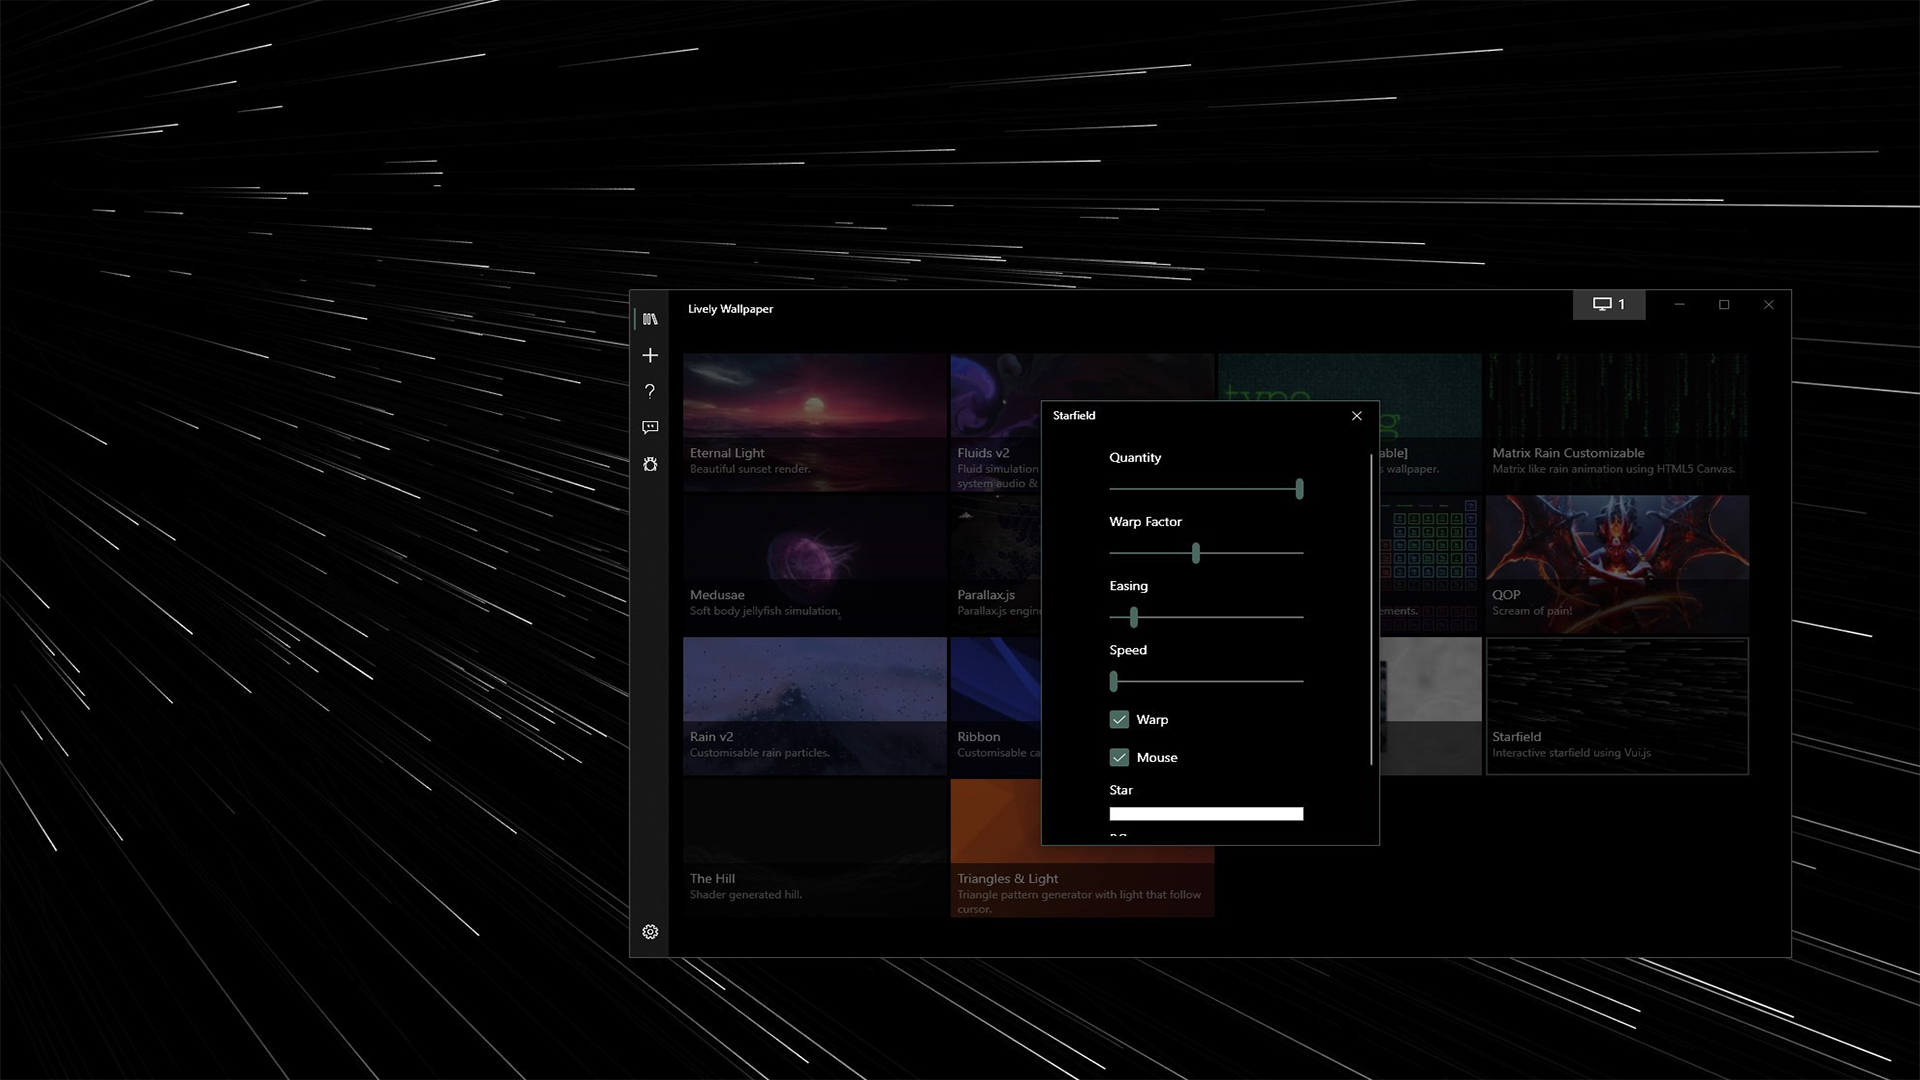 Lively Wallpaper
1
Eternal Light
Beautiful sunset render.
Fluids v2
Fluid simulation
system audio &
type
able]
s wallpaper.
Matrix Rain Customizable
Matrix like rain animation using HTML5 Canvas.
Starfield
Quantity
Warp Factor
Easing
Speed
Warp
Mouse
Star
Medusae
Soft body jellyfish simulation.
Parallax.js
Parallax.js engine
ements.
QOP
Scream of pain!
Rain v2
Customisable rain particles.
Ribbon
Customisable ca
Starfield
Interactive starfield using Vui.js
The Hill
Shader generated hill.
Triangles & Light
Triangle pattern generator with light that follow
cursor.